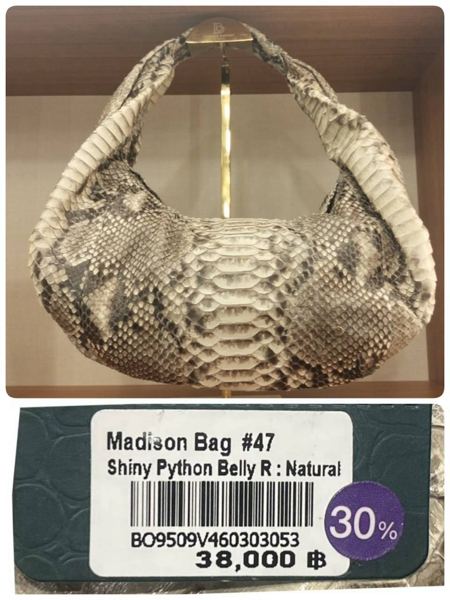 Madison Bag #47
Shiny Python Belly R : Natural
BO9509V460303053
38,000 ฿
30%